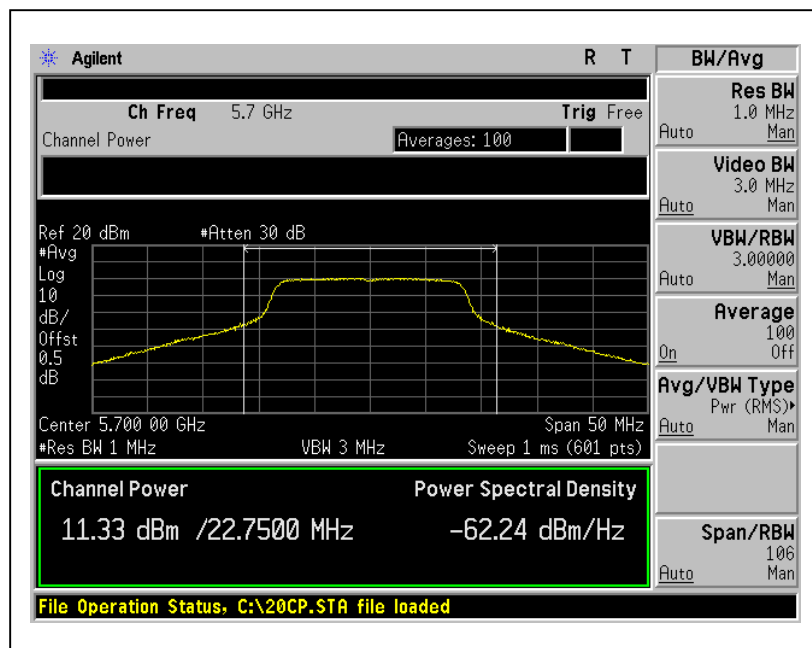 Agilent R T
Ch Freq 5.7 GHz Trig Free
Channel Power Averages: 100
Ref 20 dBm #Atten 30 dB
#Avg
Log
10
dB/
Offst
0.5
dB
Center 5.700 00 GHz Span 50 MHz
#Res BW 1 MHz VBW 3 MHz Sweep 1 ms (601 pts)
Channel Power Power Spectral Density
11.33 dBm /22.7500 MHz -62.24 dBm/Hz
File Operation Status, C:\20CP.STA file loaded
BW/Avg
Res BW
1.0 MHz
Auto Man
Video BW
3.0 MHz
Auto Man
VBW/RBW
3.00000
Auto Man
Average
100
On Off
Avg/VBW Type
Pwr (RMS)
Auto Man
Span/RBW
106
Auto Man